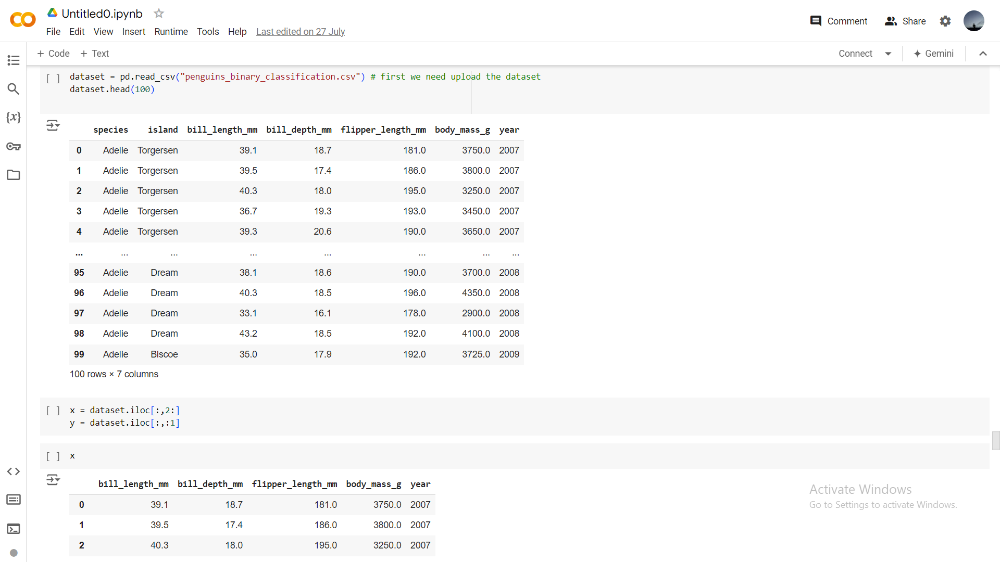 Untitled0.ipynb
File Edit View Insert Runtime Tools Help Last edited on 27 July
Comment Share
+ Code + Text
Connect Gemini
[ ] dataset = pd.read_csv("penguins_binary_classification.csv") # first we need upload the dataset
dataset.head(100)
species island bill_length_mm bill_depth_mm flipper_length_mm body_mass_g year
0 Adelie Torgersen 39.1 18.7 181.0 3750.0 2007
1 Adelie Torgersen 39.5 17.4 186.0 3800.0 2007
2 Adelie Torgersen 40.3 18.0 195.0 3250.0 2007
3 Adelie Torgersen 36.7 19.3 193.0 3450.0 2007
4 Adelie Torgersen 39.3 20.6 190.0 3650.0 2007
... ... ... ... ... ... ... ...
95 Adelie Dream 38.1 18.6 190.0 3700.0 2008
96 Adelie Dream 40.3 18.5 196.0 4350.0 2008
97 Adelie Dream 33.1 16.1 178.0 2900.0 2008
98 Adelie Dream 43.2 18.5 192.0 4100.0 2008
99 Adelie Biscoe 35.0 17.9 192.0 3725.0 2009
100 rows × 7 columns
[ ] x = dataset.iloc[:,2:]
y = dataset.iloc[:,:1]
[ ] x
bill_length_mm bill_depth_mm flipper_length_mm body_mass_g year
0 39.1 18.7 181.0 3750.0 2007
1 39.5 17.4 186.0 3800.0 2007
2 40.3 18.0 195.0 3250.0 2007
{x}
Activate Windows
Go to Settings to activate Windows.